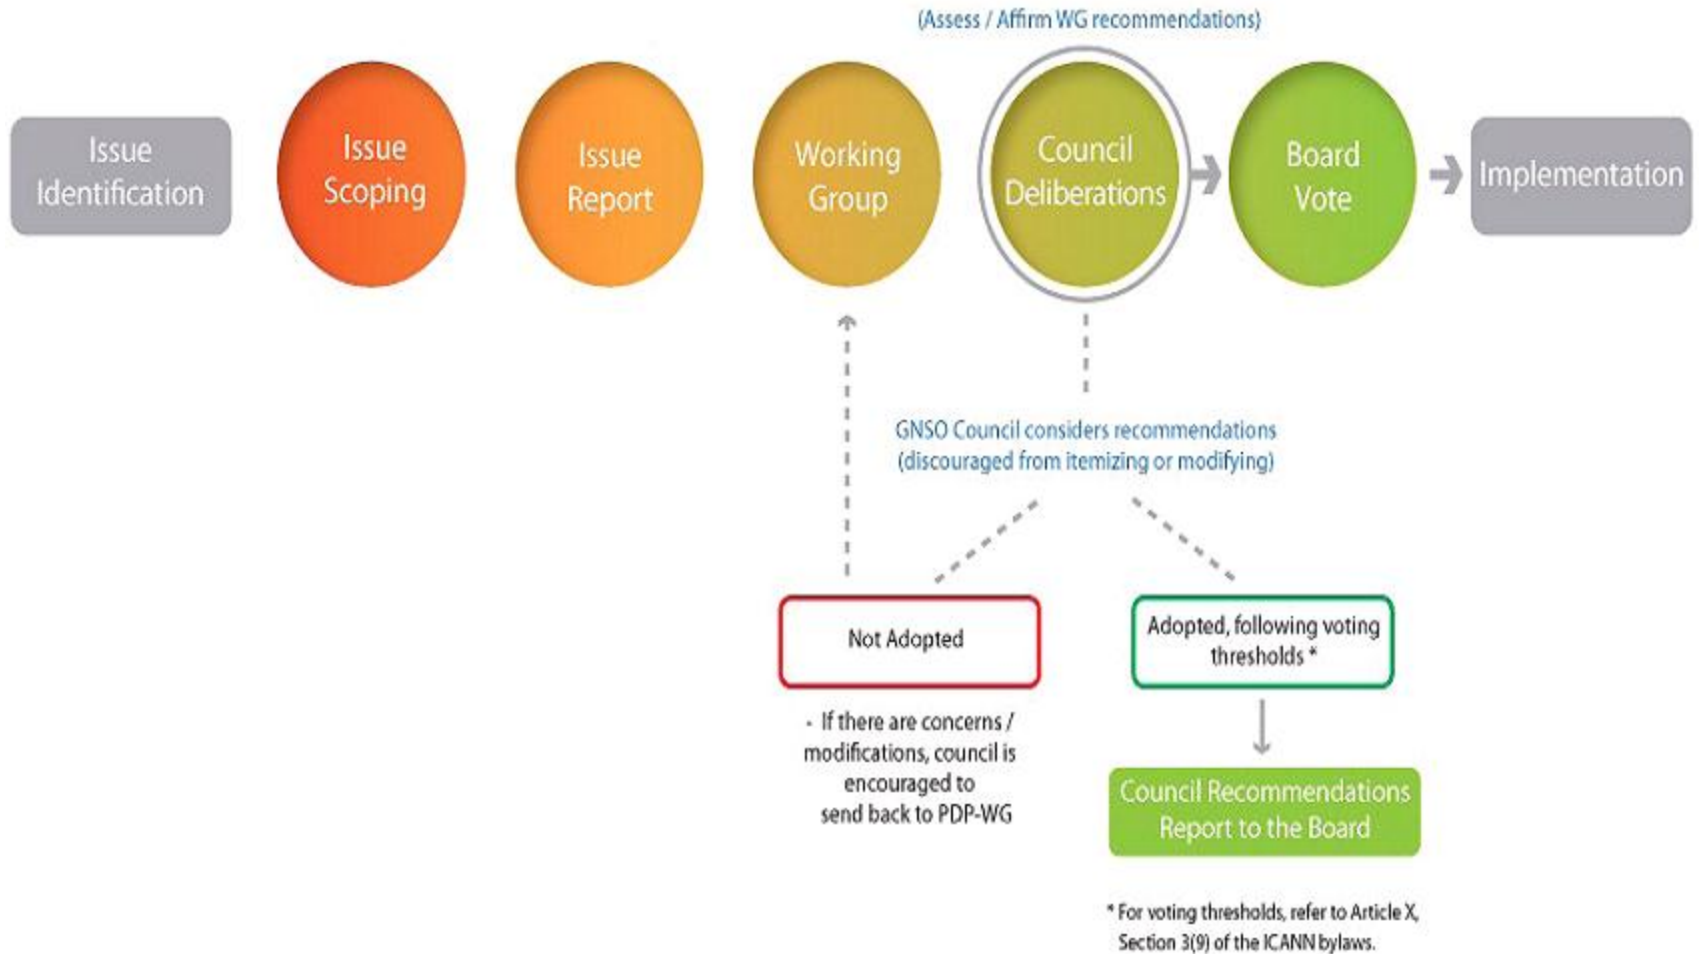 (Assess / Affirm WG recommendations)
Issue
Identification
Issue
Scoping
Issue
Report
Working
Group
Council
Deliberations
Board
Vote
Implementation
GNSO Council considers recommendations
(discouraged from itemizing or modifying)
Not Adopted
- If there are concerns /
modifications, council is
encouraged to
send back to PDP-WG
Adopted, following voting
thresholds *
Council Recommendations
Report to the Board
* For voting thresholds, refer to Article X,
Section 3(9) of the ICANN bylaws.